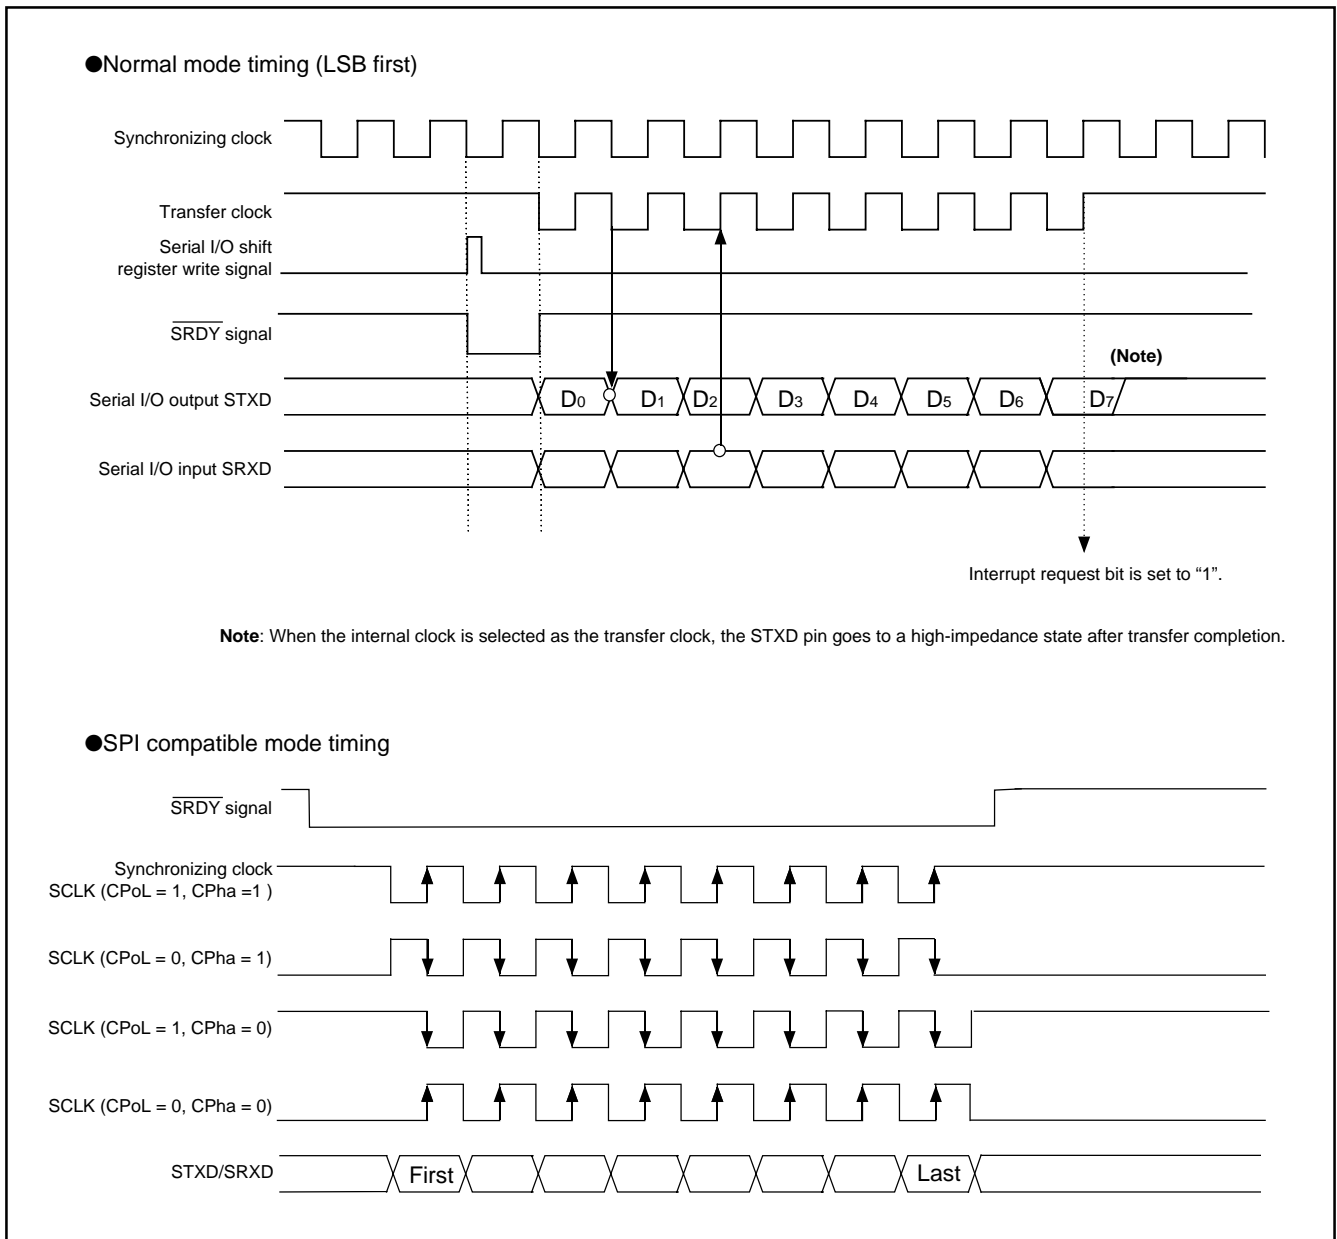 ●Normal mode timing (LSB first)
Synchronizing clock
Transfer clock
Serial I/O shift
register write signal
SRDY signal
(Note)
Serial I/O output STXD
D0 D1 D2 D3 D4 D5 D6 D7
Serial I/O input SRXD
Interrupt request bit is set to “1”.
Note: When the internal clock is selected as the transfer clock, the STXD pin goes to a high-impedance state after transfer completion.
●SPI compatible mode timing
SRDY signal
Synchronizing clock
SCLK (CPoL = 1, CPha =1 )
SCLK (CPoL = 0, CPha = 1)
SCLK (CPoL = 1, CPha = 0)
SCLK (CPoL = 0, CPha = 0)
STXD/SRXD
First Last